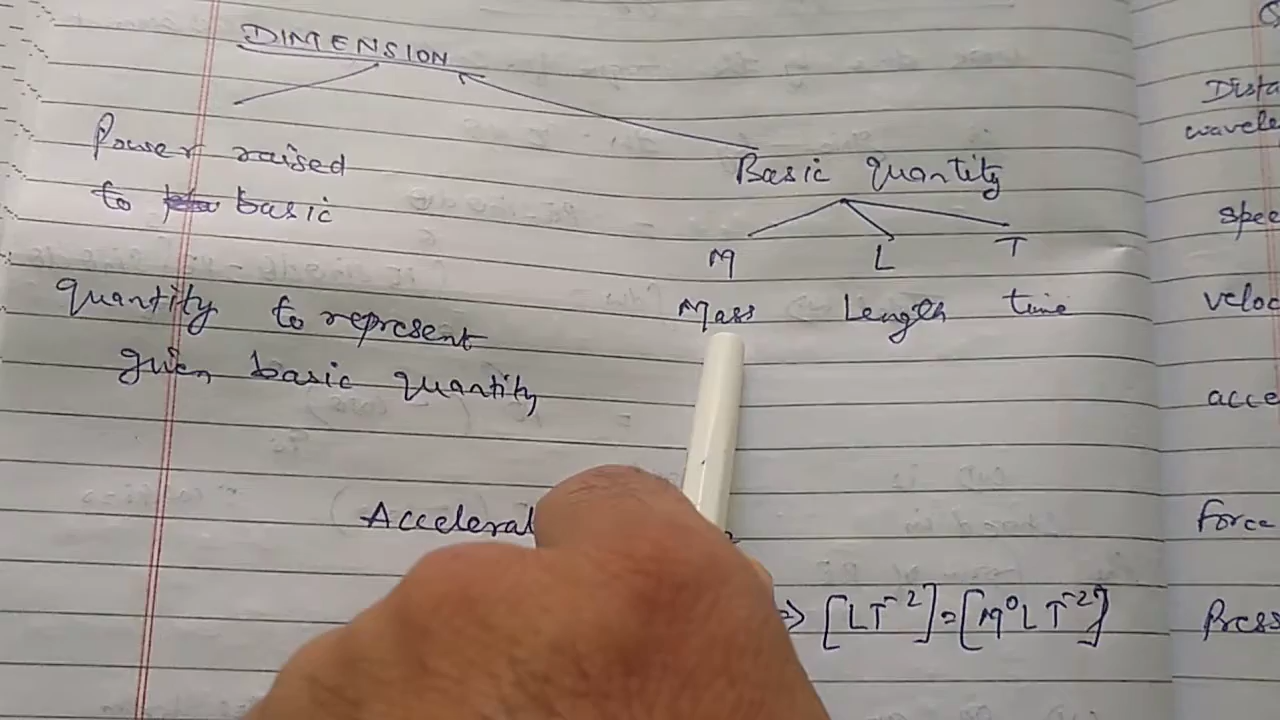 DIMENSION
Power raised
to basic
quantity to represent
given basic quantity
Basic quantity
M L T
Mass Length time
Accelerat
⇒ [LT⁻²] = [M⁰LT⁻²]
Dista
wavele
spee
veloc
acce
Force
Press